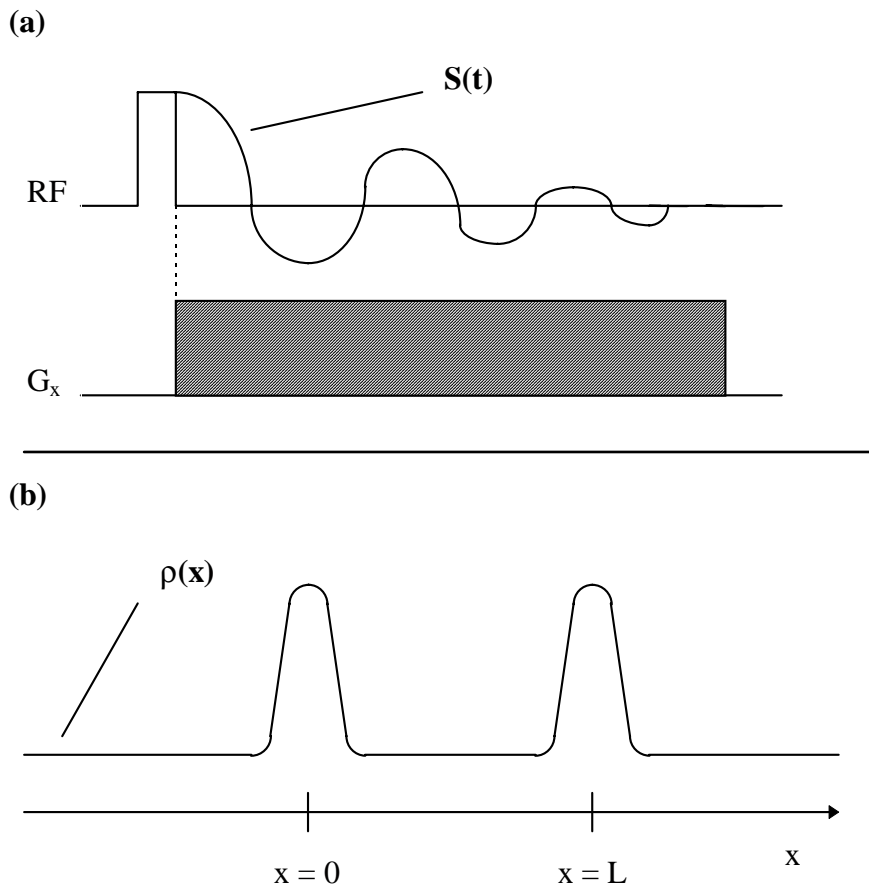 (a)
S(t)
RF
Gₓ
(b)
ρ(x)
x = 0
x = L
x